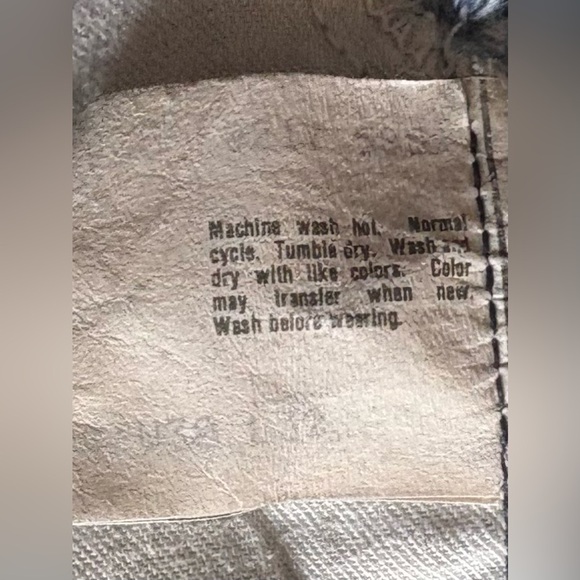 Machine wash hot. Normal
cycle. Tumble dry. Wash and
dry with like colors. Color
may transfer when new.
Wash before wearing.